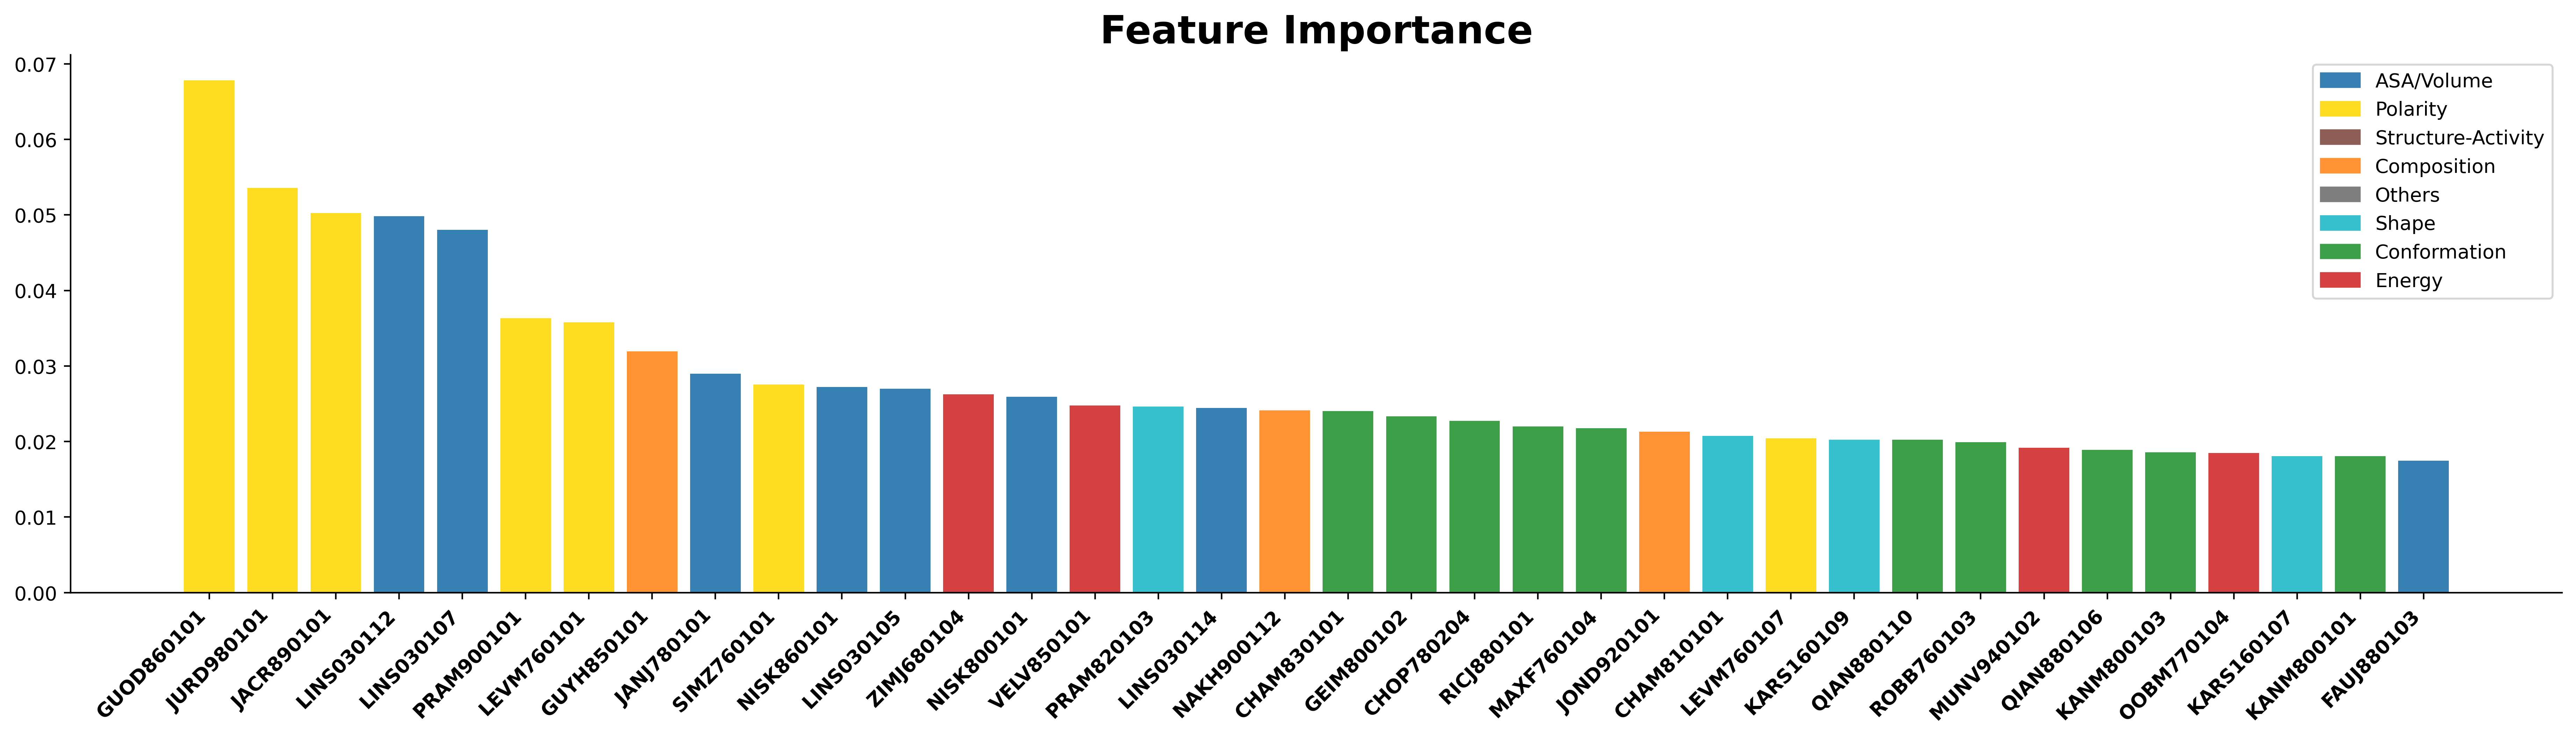 Feature Importance
0.07
0.06
0.05
0.04
0.03
0.02
0.01
0.00
ASA/Volume
Polarity
Structure-Activity
Composition
Others
Shape
Conformation
Energy
GUOD860101
JURD980101
JACR890101
LINS030112
LINS030107
PRAM900101
LEVM760101
GUYH850101
JANJ780101
SIMZ760101
NISK860101
LINS030105
ZIMJ680104
NISK800101
VELV850101
PRAM820103
LINS030114
NAKH900112
CHAM830101
GEIM800102
CHOP780204
RICJ880101
MAXF760104
JOND920101
CHAM810101
LEVM760107
KARS160109
QIAN880110
ROBB760103
MUNV940102
QIAN880106
KANM800103
OOBM770104
KARS160107
KANM800101
FAUJ880103